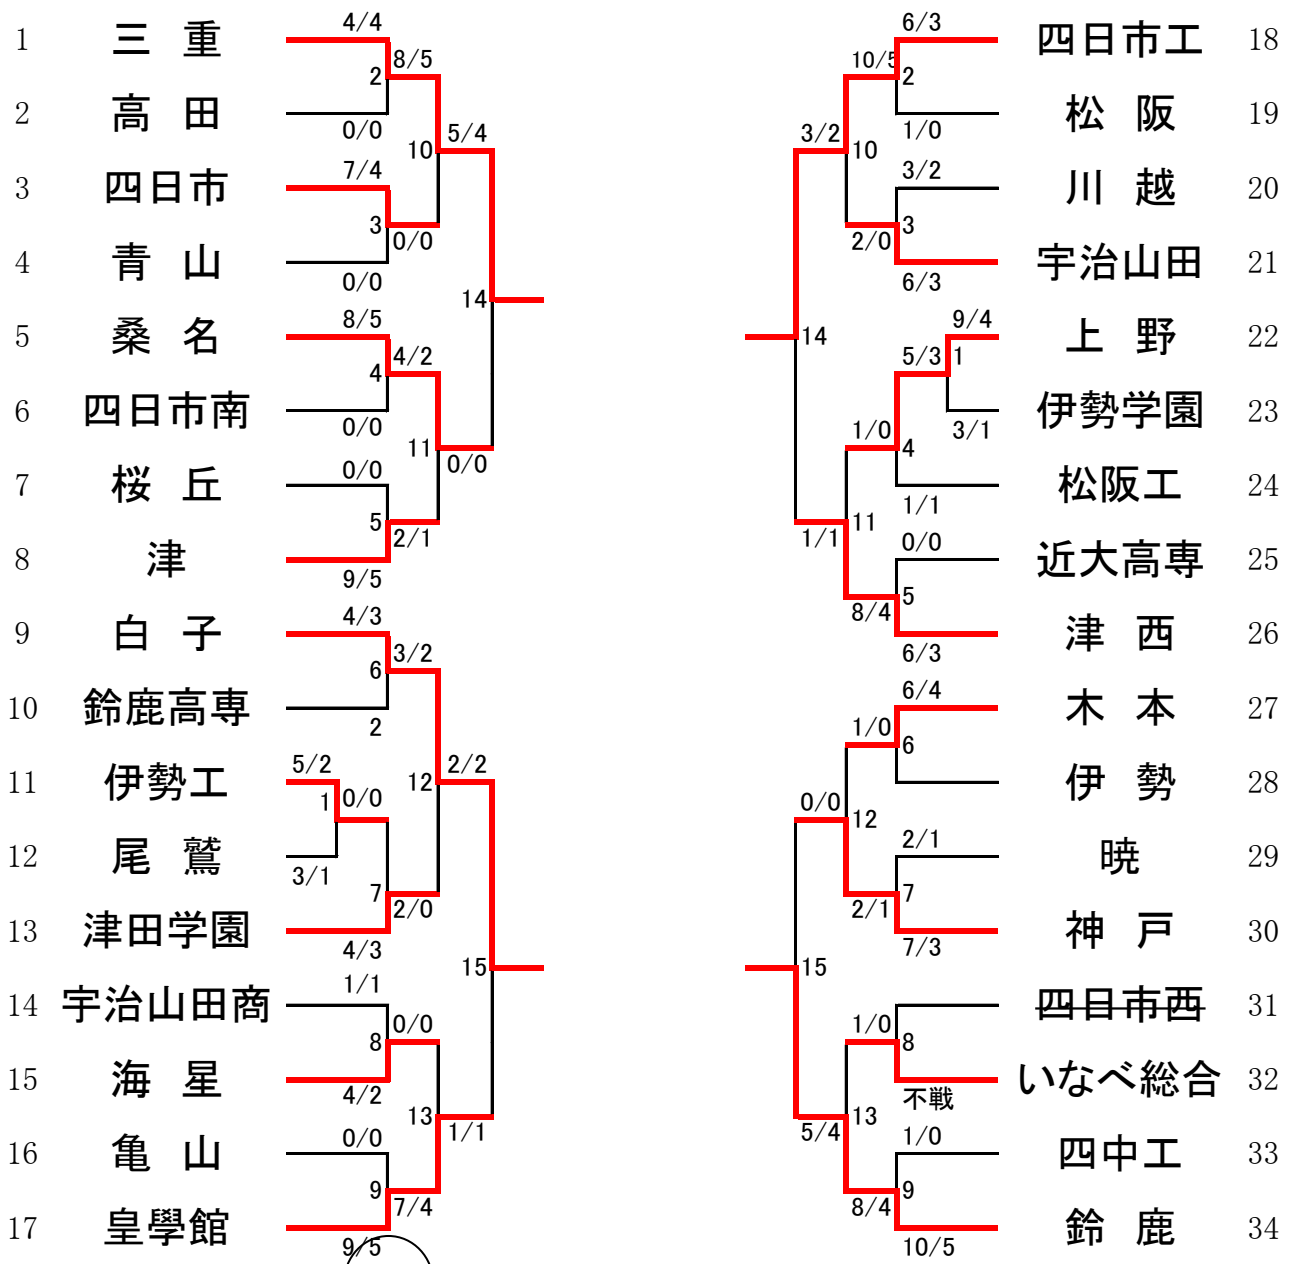 4/4
1 三 重
8/5
2
2 高 田
0/0
5/4
10
7/4
3 四日市
3
0/0
4 青 山
0/0
14
8/5
5 桑 名
4/2
4
6 四日市南
0/0
11
0/0
0/0
7 桜 丘
5
2/1
8 津
9/5
4/3
9 白 子
3/2
6
10 鈴鹿高専
2
5/2
12
2/2
11 伊勢工
1
0/0
12 尾 鷲
3/1
7
2/0
13 津田学園
4/3
15
1/1
14 宇治山田商
0/0
8
15 海 星
4/2
13
1/1
0/0
16 亀 山
9
7/4
17 皇學館
9/5
6/3
四日市工 18
10/5
2
松 阪 19
1/0
3/2
10
3/2
川 越 20
3
2/0
宇治山田 21
6/3
9/4
14
上 野 22
5/3
1
伊勢学園 23
3/1
1/0
4
松阪工 24
1/1
11
1/1
0/0
近大高専 25
5
8/4
津 西 26
6/3
6/4
木 本 27
1/0
6
伊 勢 28
0/0
12
2/1
暁 29
7
2/1
神 戸 30
7/3
15
四日市西 31
1/0
8
いなべ総合 32
不戦
13
5/4
1/0
四中工 33
9
8/4
鈴 鹿 34
10/5